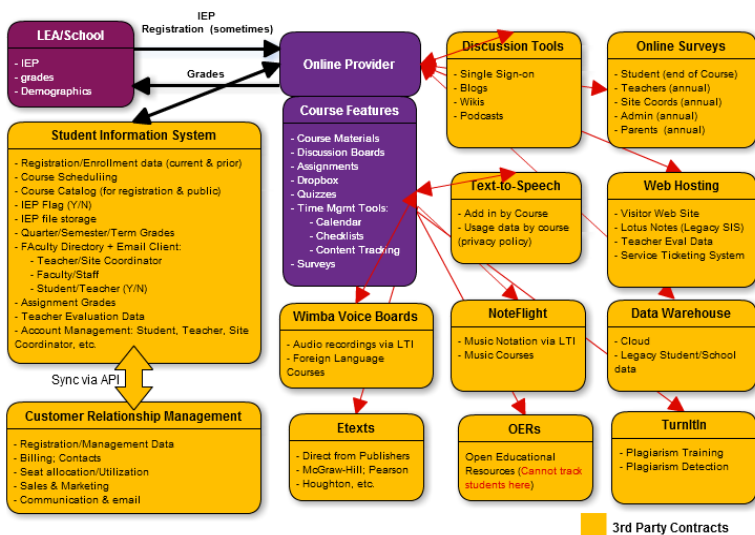 IEP
Registration (sometimes)
Grades
LEA/School
- IEP
- grades
- Demographics
Online Provider
Course Features
- Course Materials
- Discussion Boards
- Assignments
- Dropbox
- Quizzes
- Time Mgmt Tools:
- Calendar
- Checklists
- Content Tracking
- Surveys
Discussion Tools
- Single Sign-on
- Blogs
- Wikis
- Podcasts
Online Surveys
- Student (end of Course)
- Teachers (annual)
- Site Coords (annual)
- Admin (annual)
- Parents (annual)
Student Information System
- Registration/Enrollment data (current & prior)
- Course Scheduliing
- Course Catalog (for registration & public)
- IEP Flag (Y/N)
- IEP file storage
- Quarter/Semester/Term Grades
- FAculty Directory + Email Client:
- Teacher/Site Coordinator
- Faculty/Staff
- Student/Teacher (Y/N)
- Assignment Grades
- Teacher Evaluation Data
- Account Management: Student, Teacher, Site
Coordinator, etc.
Text-to-Speech
- Add in by Course
- Usage data by course
(privacy policy)
Web Hosting
- Visitor Web Site
- Lotus Notes (Legacy SIS)
- Teacher Eval Data
- Service Ticketing System
Wimba Voice Boards
- Audio recordings via LTI
- Foreign Language
Courses
NoteFlight
- Music Notation via LTI
- Music Courses
Data Warehouse
- Cloud
- Legacy Student/School
data
Sync via API
Customer Relationship Management
- Registration/Management Data
- Billing; Contacts
- Seat allocation/Utilization
- Sales & Marketing
- Communication & email
Etexts
- Direct from Publishers
- McGraw-Hill; Pearson
- Houghton, etc.
OERs
Open Educational
Resources (Cannot track
students here)
TurnItIn
- Plagiarism Training
- Plagiarism Detection
3rd Party Contracts